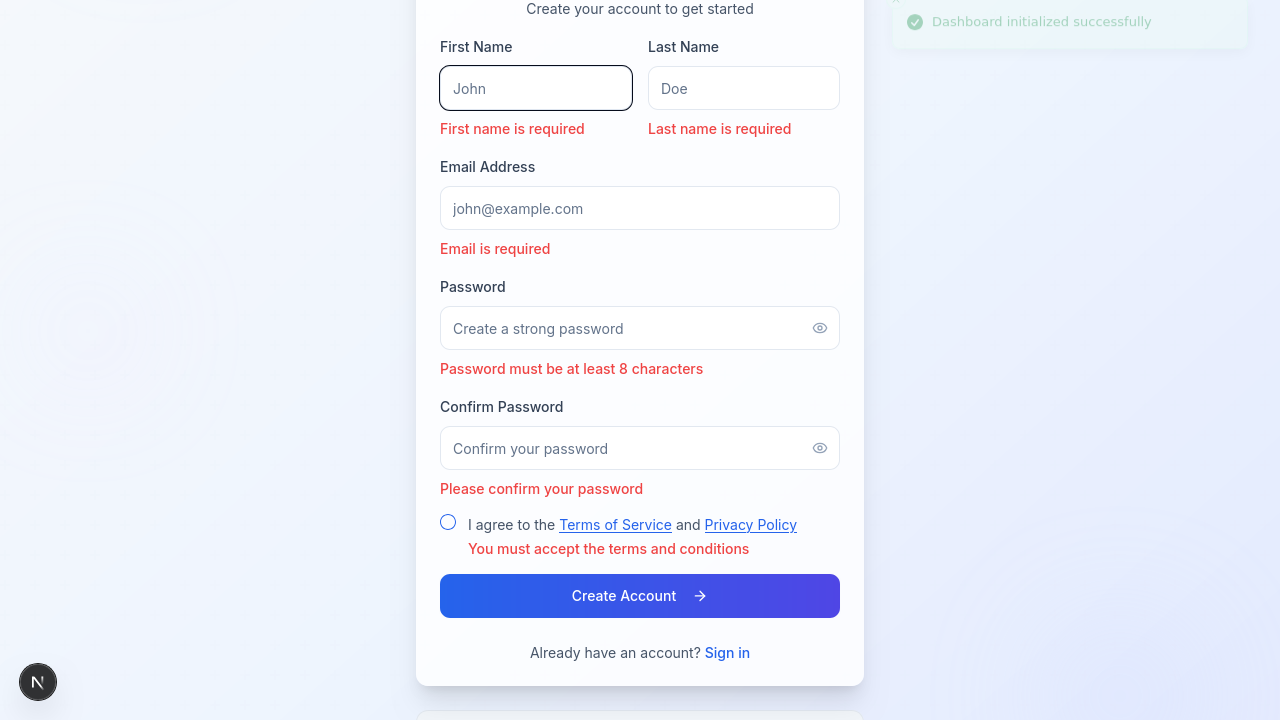 Create your account to get started
Dashboard initialized successfully
First Name
Last Name
John
Doe
First name is required
Last name is required
Email Address
john@example.com
Email is required
Password
Create a strong password
Password must be at least 8 characters
Confirm Password
Confirm your password
Please confirm your password
I agree to the Terms of Service and Privacy Policy
You must accept the terms and conditions
Create Account
Already have an account? Sign in
N